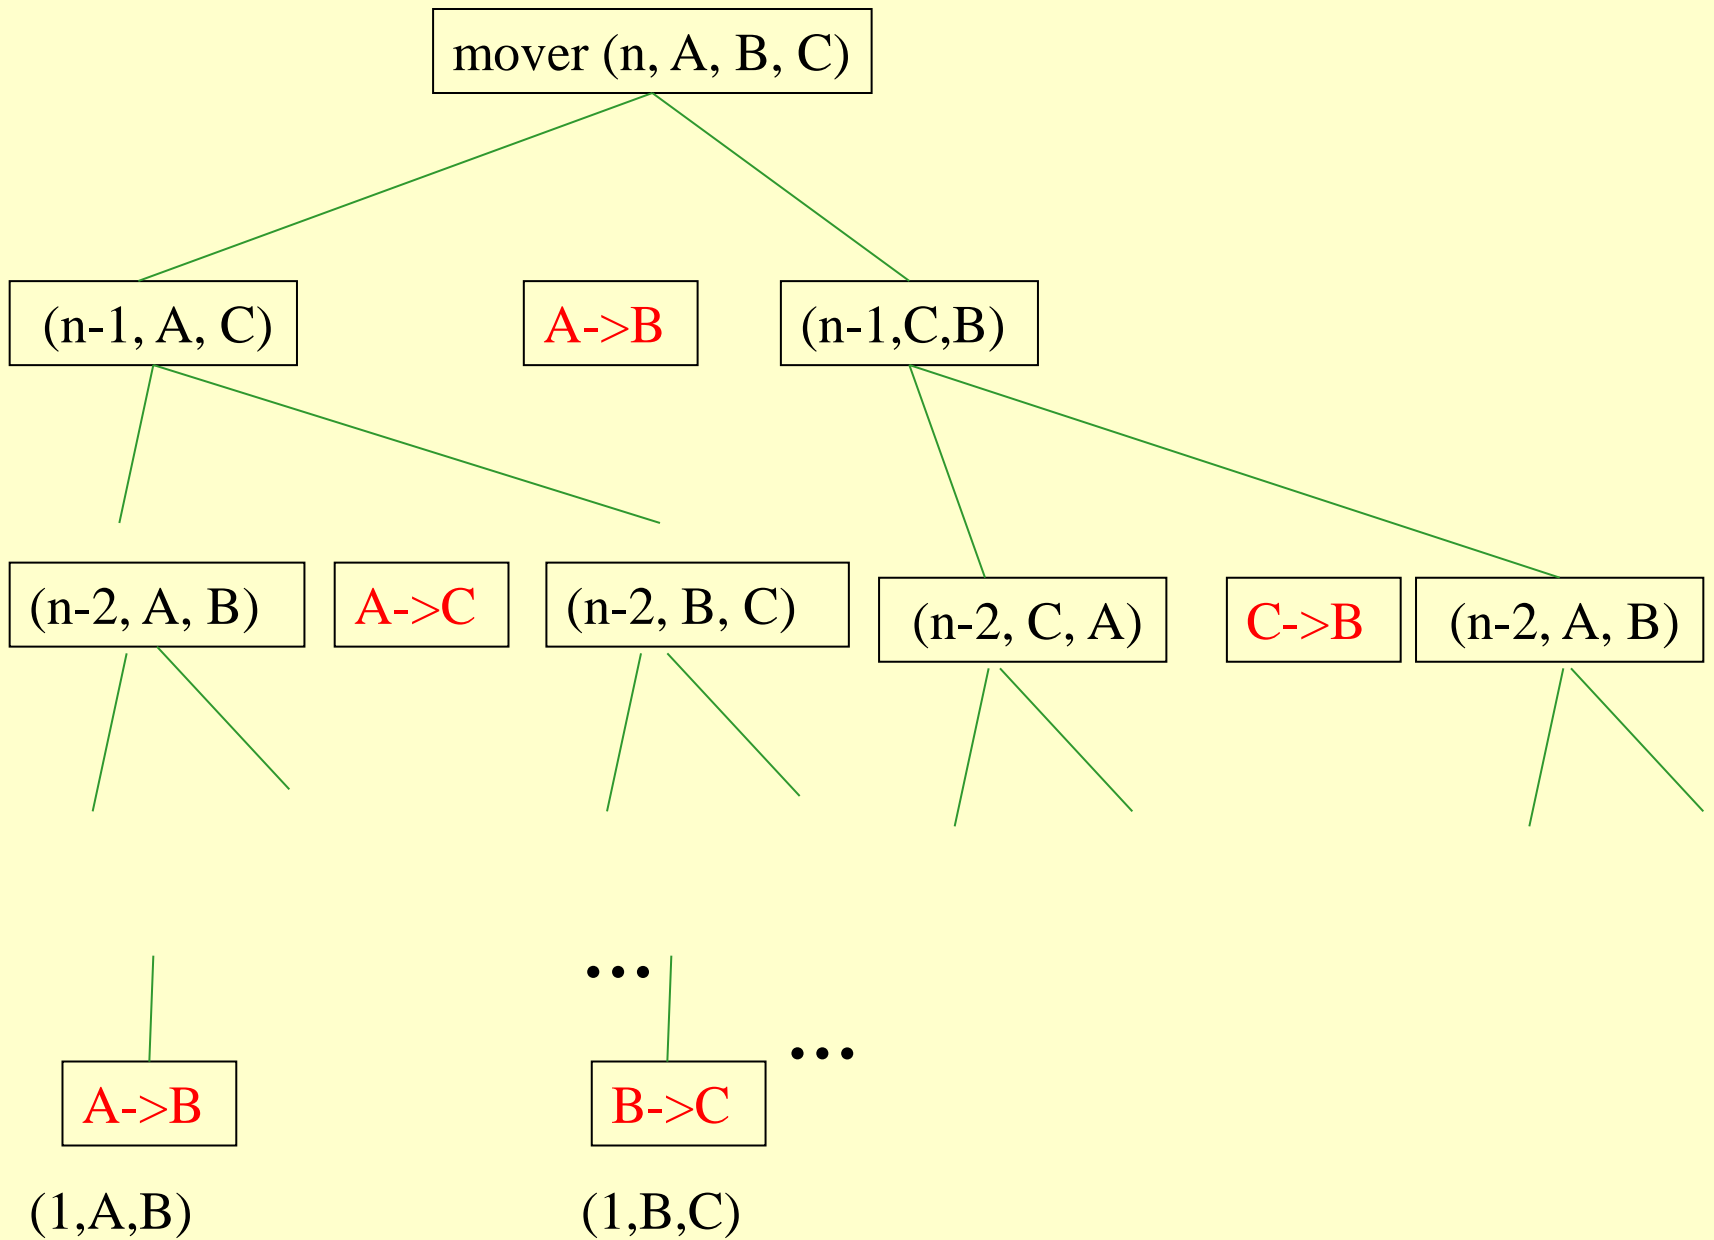 mover (n, A, B, C)
(n-1, A, C)
A->B
(n-1,C,B)
(n-2, A, B)
A->C
(n-2, B, C)
(n-2, C, A)
C->B
(n-2, A, B)
...
...
A->B
B->C
(1,A,B)
(1,B,C)